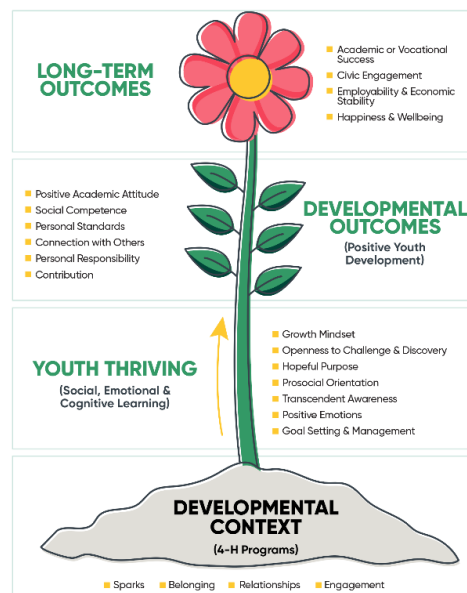 LONG-TERM
OUTCOMES
Academic or Vocational
Success
Civic Engagement
Employability & Economic
Stability
Happiness & Wellbeing
Positive Academic Attitude
Social Competence
Personal Standards
Connection with Others
Personal Responsibility
Contribution
DEVELOPMENTAL
OUTCOMES
(Positive Youth
Development)
YOUTH THRIVING
(Social, Emotional &
Cognitive Learning)
Growth Mindset
Openness to Challenge & Discovery
Hopeful Purpose
Prosocial Orientation
Transcendent Awareness
Positive Emotions
Goal Setting & Management
DEVELOPMENTAL
CONTEXT
(4-H Programs)
Sparks Belonging Relationships Engagement